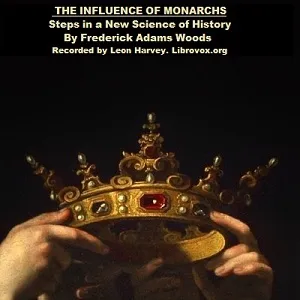 THE INFLUENCE OF MONARCHS
Steps in a New Science of History
By Frederick Adams Woods
Recorded by Leon Harvey. Librovox.org